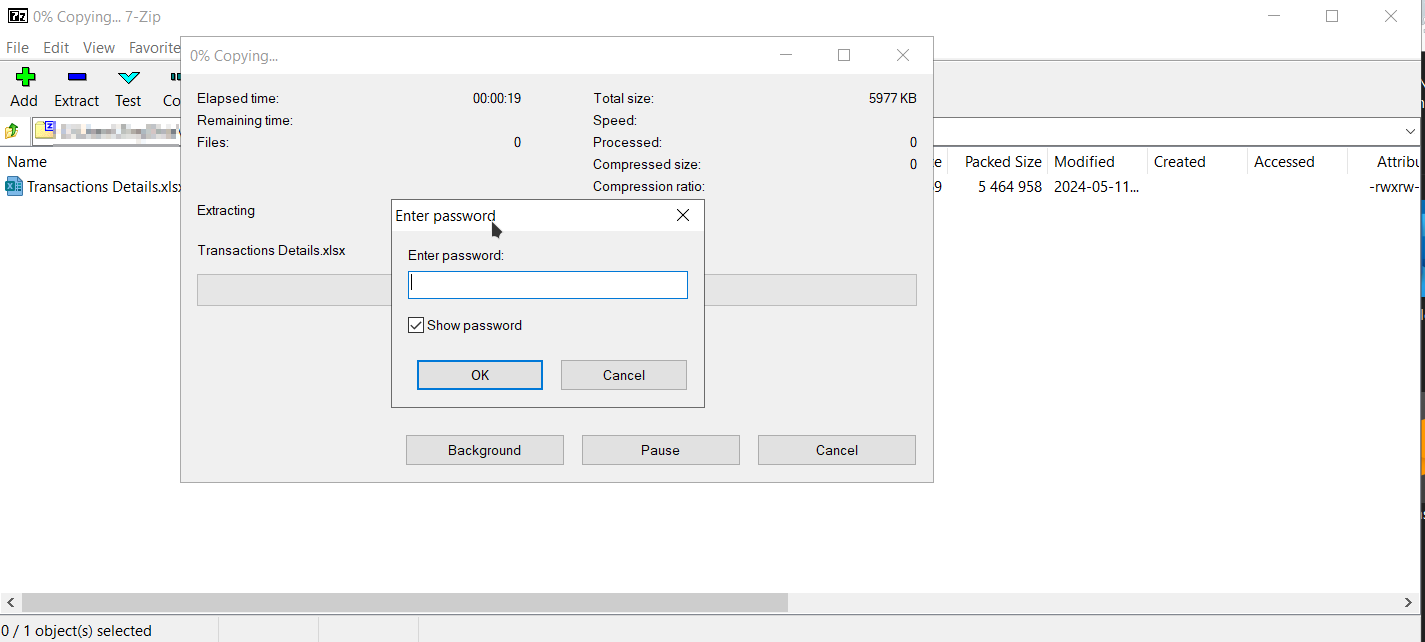 0% Copying... 7-Zip
File Edit View Favorite
Add Extract Test Co
0% Copying...
Elapsed time: 00:00:19 Total size: 5977 KB
Remaining time: Speed:
Files: 0 Processed: 0
Compressed size: 0
Compression ratio:
Extracting
Transactions Details.xlsx
Name Packed Size Modified Created Accessed Attribu
Transactions Details.xlsx 9 5 464 958 2024-05-11... -rwxrw-
Enter password
Enter password:
Show password
OK Cancel
Background Pause Cancel
0 / 1 object(s) selected